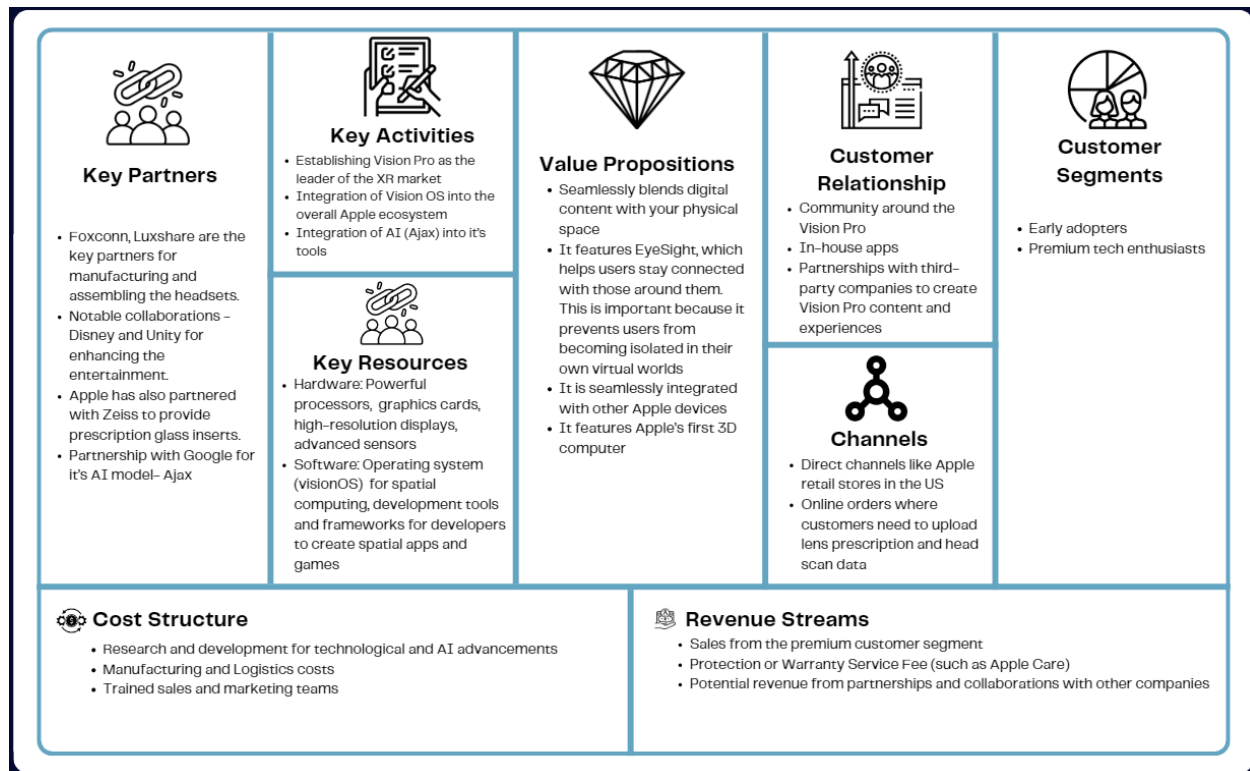 Key Partners
• Foxconn, Luxshare are the
key partners for
manufacturing and
assembling the headsets.
• Notable collaborations -
Disney and Unity for
enhancing the
entertainment.
• Apple has also partnered
with Zeiss to provide
prescription glass inserts.
• Partnership with Google for
it's AI model- Ajax
Key Activities
• Establishing Vision Pro as the
leader of the XR market
• Integration of Vision OS into the
overall Apple ecosystem
• Integration of AI (Ajax) into it's
tools
Key Resources
• Hardware: Powerful
processors, graphics cards,
high-resolution displays,
advanced sensors
• Software: Operating system
(visionOS) for spatial
computing, development tools
and frameworks for developers
to create spatial apps and
games
Value Propositions
• Seamlessly blends digital
content with your physical
space
• It features EyeSight, which
helps users stay connected
with those around them.
This is important because it
prevents users from
becoming isolated in their
own virtual worlds
• It is seamlessly integrated
with other Apple devices
• It features Apple's first 3D
computer
Customer
Relationship
• Community around the
Vision Pro
• In-house apps
• Partnerships with third-
party companies to create
Vision Pro content and
experiences
Channels
• Direct channels like Apple
retail stores in the US
• Online orders where
customers need to upload
lens prescription and head
scan data
Customer
Segments
• Early adopters
• Premium tech enthusiasts
Cost Structure
• Research and development for technological and AI advancements
• Manufacturing and Logistics costs
• Trained sales and marketing teams
Revenue Streams
• Sales from the premium customer segment
• Protection or Warranty Service Fee (such as Apple Care)
• Potential revenue from partnerships and collaborations with other companies